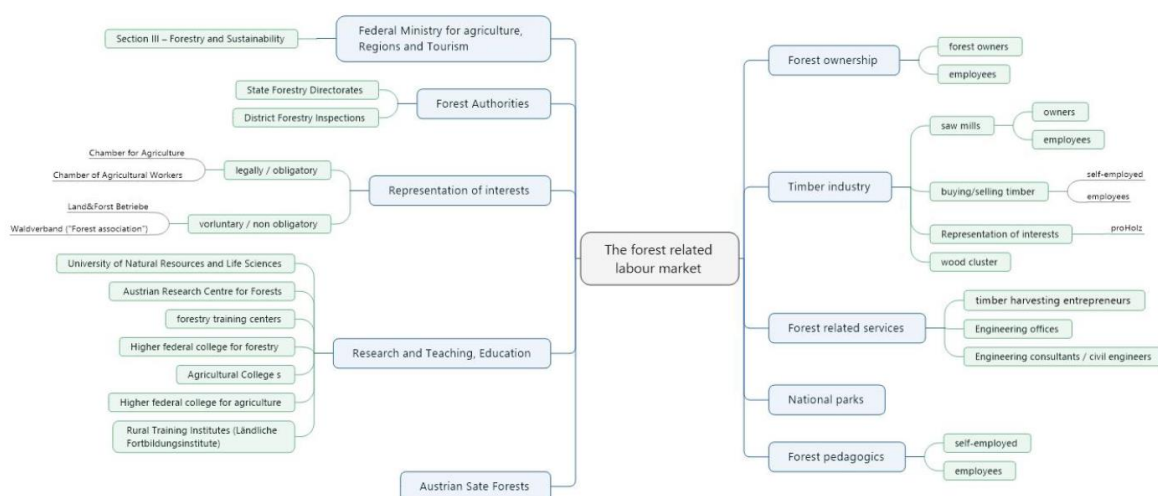 Federal Ministry for agriculture,
Regions and Tourism
Section III – Forestry and Sustainability
Forest Authorities
State Forestry Directorates
District Forestry Inspections
Representation of interests
legally / obligatory
Chamber for Agriculture
Chamber of Agricultural Workers
vorluntary / non obligatory
Land&Forst Betriebe
Waldverband ("Forest association")
Research and Teaching, Education
University of Natural Resources and Life Sciences
Austrian Research Centre for Forests
forestry training centers
Higher federal college for forestry
Agricultural College s
Higher federal college for agriculture
Rural Training Institutes (Ländliche
Fortbildungsinstitute)
Austrian Sate Forests
The forest related
labour market
Forest ownership
forest owners
employees
Timber industry
saw mills
owners
employees
buying/selling timber
self-employed
employees
Representation of interests
proHolz
wood cluster
Forest related services
timber harvesting entrepreneurs
Engineering offices
Engineering consultants / civil engineers
National parks
Forest pedagogics
self-employed
employees